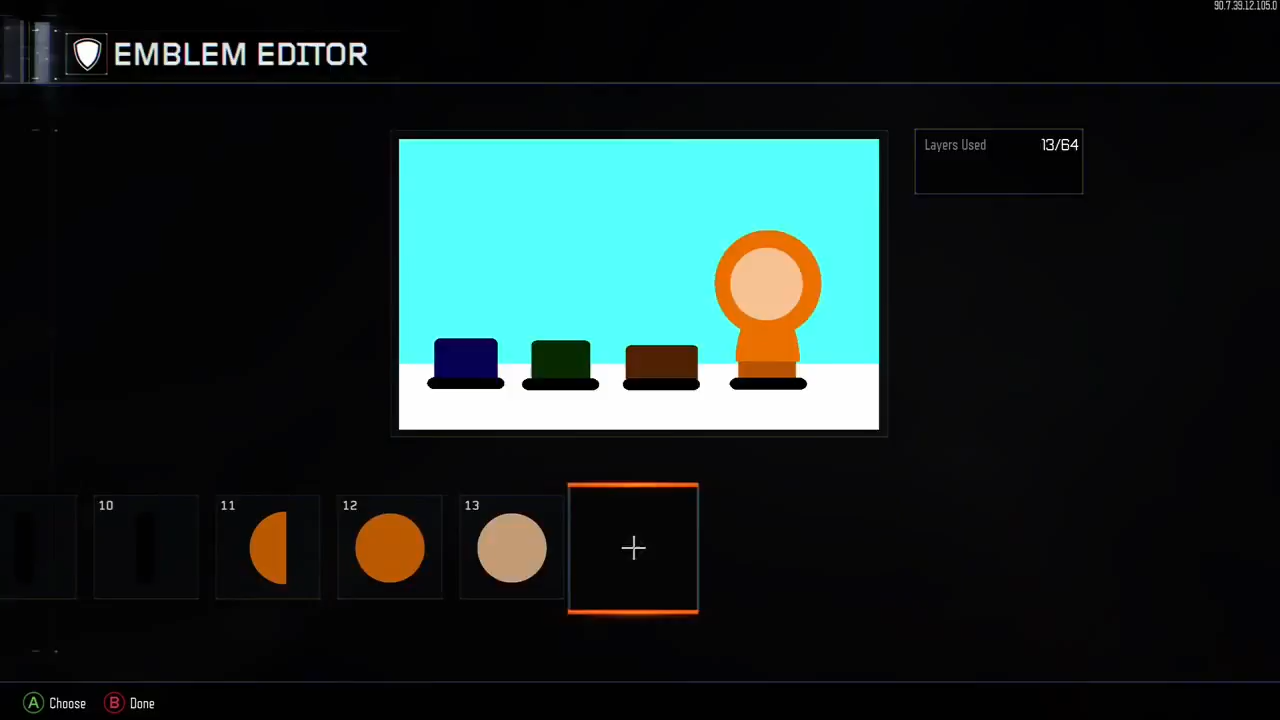 90.7.39.12.105.0
EMBLEM EDITOR
Layers Used 13/64
10 11 12 13
A Choose B Done